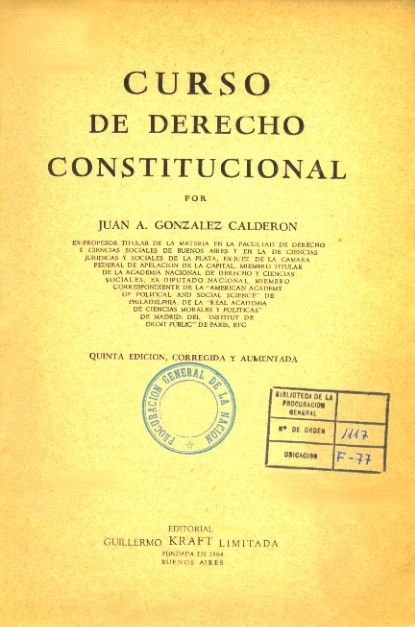 CURSO
DE DERECHO
CONSTITUCIONAL
POR
JUAN A. GONZALEZ CALDERON
EX-PROFESOR TITULAR DE LA MATERIA EN LA FACULTAD DE DERECHO
Y CIENCIAS SOCIALES DE BUENOS AIRES Y EN LA DE CIENCIAS
JURIDICAS Y SOCIALES DE LA PLATA, EX-JUEZ DE LA CAMARA
FEDERAL DE APELACION DE LA CAPITAL, MIEMBRO TITULAR
DE LA ACADEMIA NACIONAL DE DERECHO Y CIENCIAS
SOCIALES, EX-DIPUTADO NACIONAL, MIEMBRO
CORRESPONDIENTE DE LA "AMERICAN ACADEMY
OF POLITICAL AND SOCIAL SCIENCE" DE
PHILADELPHIA; DE LA "REAL ACADEMIA
DE CIENCIAS MORALES Y POLITICAS"
DE MADRID; DEL "INSTITUT DE
DROIT PUBLIC" DE PARIS, ETC
QUINTA EDICION, CORREGIDA Y AUMENTADA
PROCURACION GENERAL DE LA NACION
BIBLIOTECA DE LA
PROCURACION
GENERAL
Nº DE ORDEN 1117
UBICACION F-77
EDITORIAL
GUILLERMO KRAFT LIMITADA
FUNDADA EN 1864
BUENOS AIRES